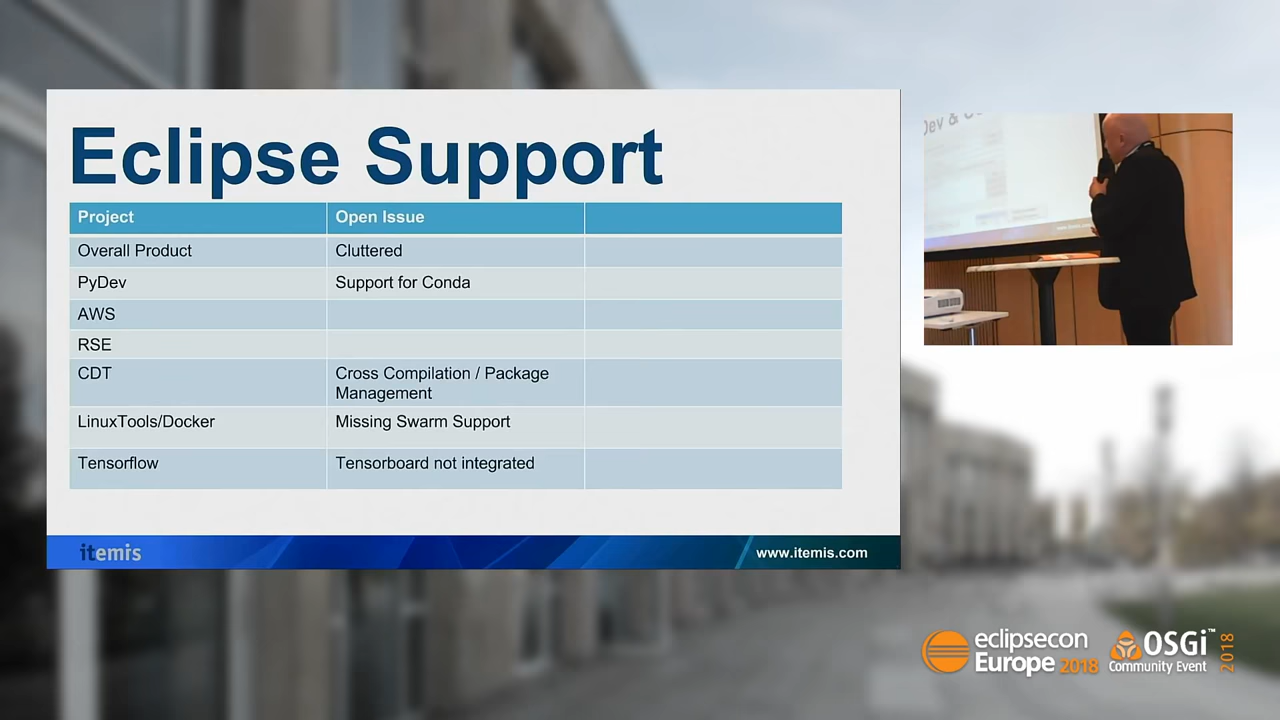 Eclipse Support
Project Open Issue
Overall Product Cluttered
PyDev Support for Conda
AWS
RSE
CDT Cross Compilation / Package
Management
LinuxTools/Docker Missing Swarm Support
Tensorflow Tensorboard not integrated
itemis
www.itemis.com
Dev &
eclipsecon
Europe 2018
OSGi™
Community Event
2018